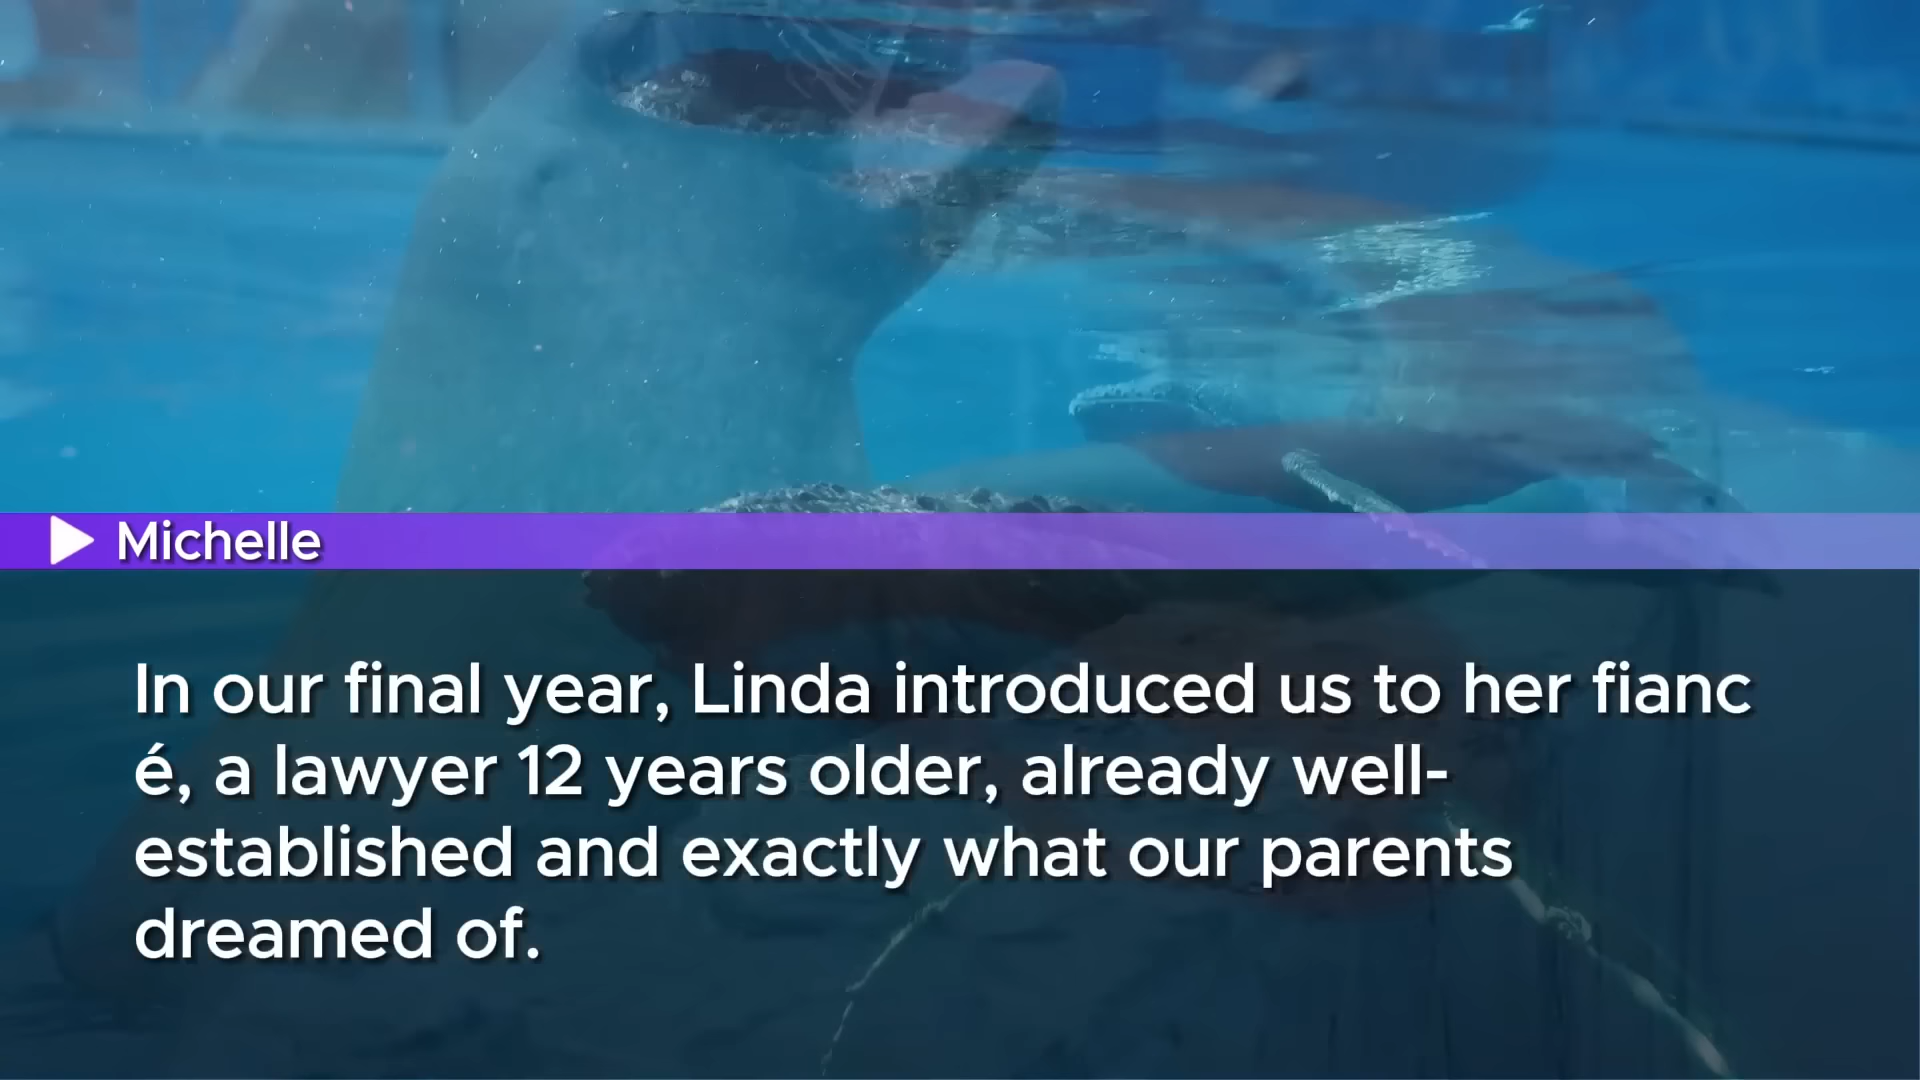 Michelle
In our final year, Linda introduced us to her fianc
é, a lawyer 12 years older, already well-
established and exactly what our parents
dreamed of.